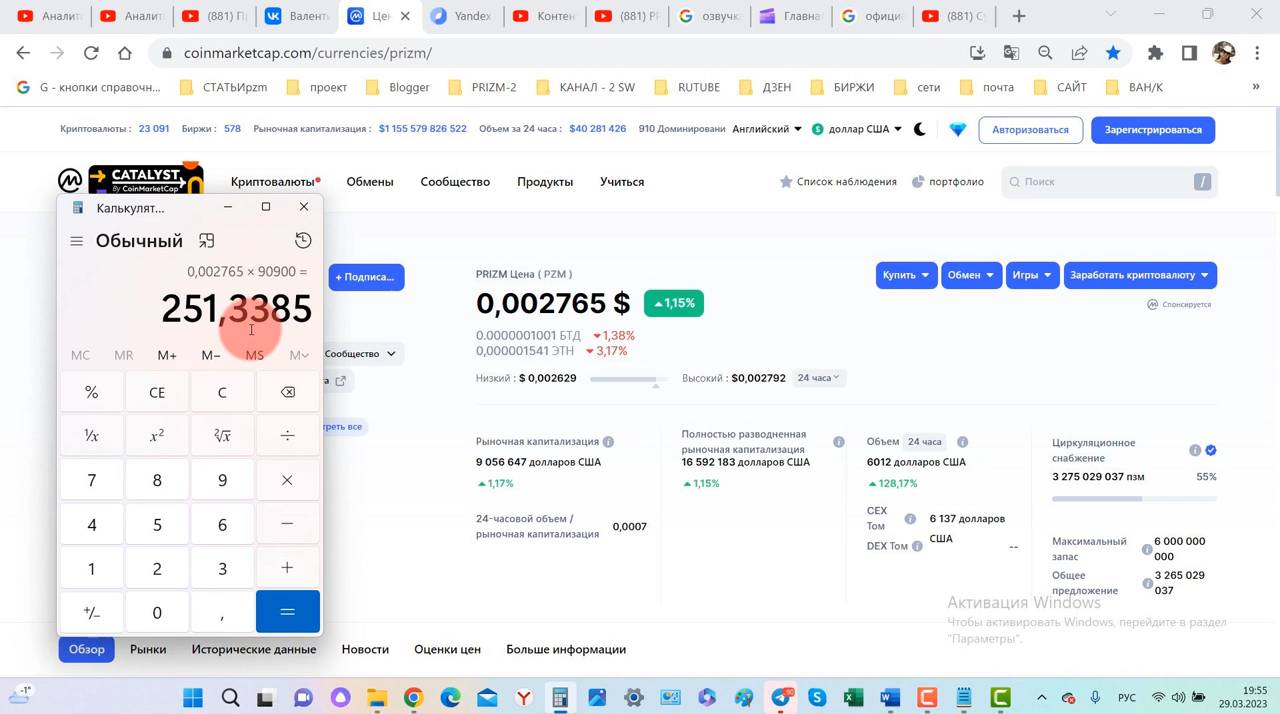 Аналити
Аналити
(881) Пр
Валенти
Цен
Yandex
Контен
(881) PF
озвучка
Главна
официа
(881) Су
coinmarketcap.com/currencies/prizm/
G - кнопки справочн...
СТАТЬИpzm
проект
Blogger
PRIZM-2
КАНАЛ - 2 SW
RUTUBE
ДЗЕН
БИРЖИ
сети
почта
САЙТ
ВАН/К
»
Криптовалюты : 23 091 Биржи : 578 Рыночная капитализация : $1 155 579 826 522 Объем за 24 часа : $40 281 426 910 Доминировани Английский доллар США Авторизоваться Зарегистрироваться
CATALYST
By CoinMarketCap
Криптовалюты Обмены Сообщество Продукты Учиться Список наблюдения портфолио Поиск /
Калькулят...
Обычный
0,002765 × 90900 =
251,3385
MC MR M+ M− MS M˅
% CE C
¹/x x² ²√x ÷
7 8 9 ×
4 5 6 −
1 2 3 +
+/− 0 , =
+ Подписа...
Сообщество
а
треть все
PRIZM Цена ( PZM )
0,002765 $ 1,15%
0.0000001001 БТД 1,38%
0,000001541 ЭТН 3,17%
Низкий : $ 0,002629 Высокий : $0,002792 24 часа
Купить Обмен Игры Заработать криптовалюту
Спонсируется
Рыночная капитализация
9 056 647 долларов США
1,17%
24-часовой объем /
рыночная капитализация
0,0007
Полностью разводненная
рыночная капитализация
16 592 183 долларов США
1,15%
Объем 24 часа
6012 долларов США
128,17%
CEX
Том
6 137 долларов
США
DEX Том --
Циркуляционное
снабжение
3 275 029 037 пзм 55%
Максимальный
запас
6 000 000
000
Общее
предложение
3 265 029
037
Активация Windows
Чтобы активировать Windows, перейдите в раздел
"Параметры".
Обзор Рынки Исторические данные Новости Оценки цен Больше информации
-1°
90
РУС
19:55
29.03.2023